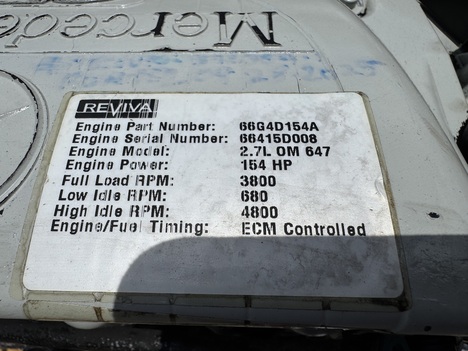 Mercede
REVIVA
Engine Part Number: 66G4D154A
Engine Serial Number: 66415D008
Engine Model: 2.7L OM 647
Engine Power: 154 HP
Full Load RPM: 3800
Low Idle RPM: 680
High Idle RPM: 4800
Engine/Fuel Timing: ECM Controlled